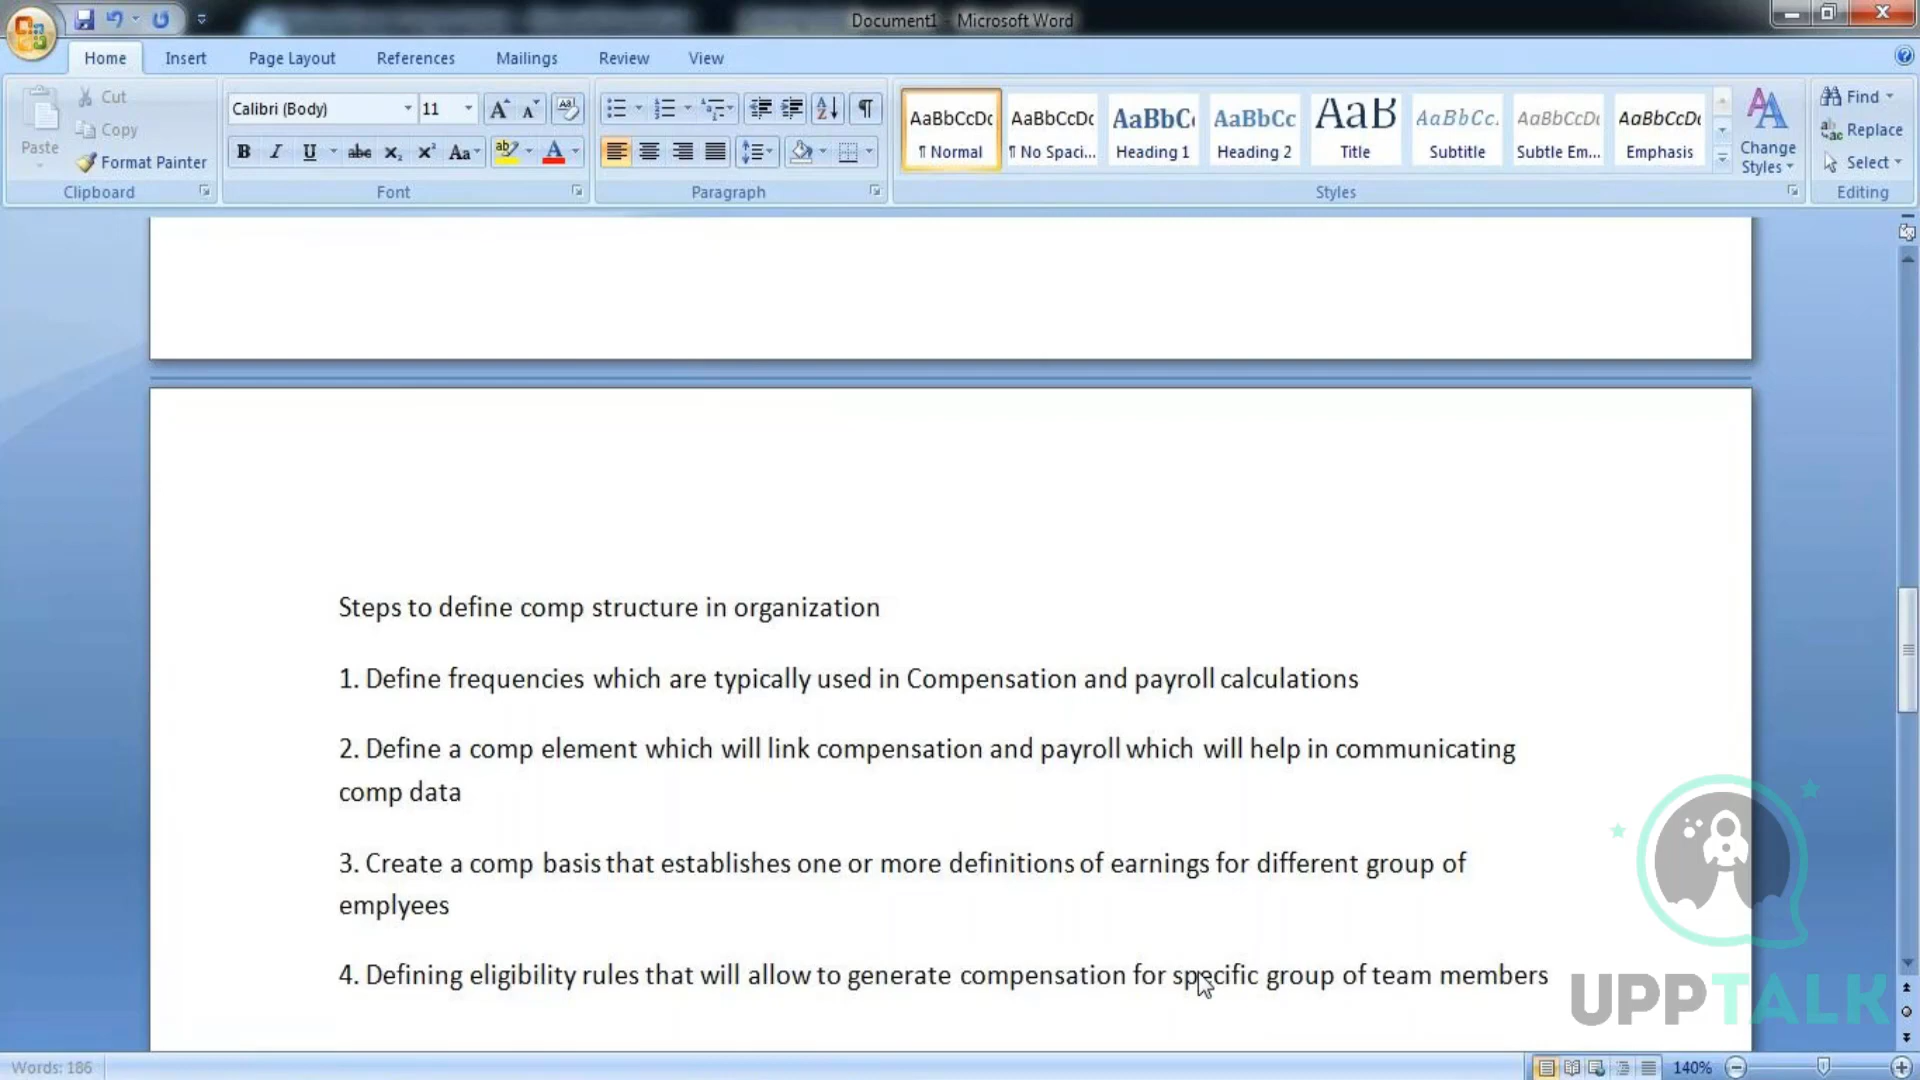 Document1 - Microsoft Word
Home Insert Page Layout References Mailings Review View
Paste
Cut
Copy
Format Painter
Clipboard
Calibri (Body) 11
B I U abc X₂ X² Aa ab A
Font
Paragraph
AaBbCcDc AaBbCcDc AaBbC AaBbCc AaB AaBbCc. AaBbCcDc AaBbCcDc
¶ Normal ¶ No Spaci... Heading 1 Heading 2 Title Subtitle Subtle Em... Emphasis
Change
Styles
Styles
Find
Replace
Select
Editing
Steps to define comp structure in organization
1. Define frequencies which are typically used in Compensation and payroll calculations
2. Define a comp element which will link compensation and payroll which will help in communicating
comp data
3. Create a comp basis that establishes one or more definitions of earnings for different group of
emplyees
4. Defining eligibility rules that will allow to generate compensation for specific group of team members
UPPTALK
Words: 186
140%